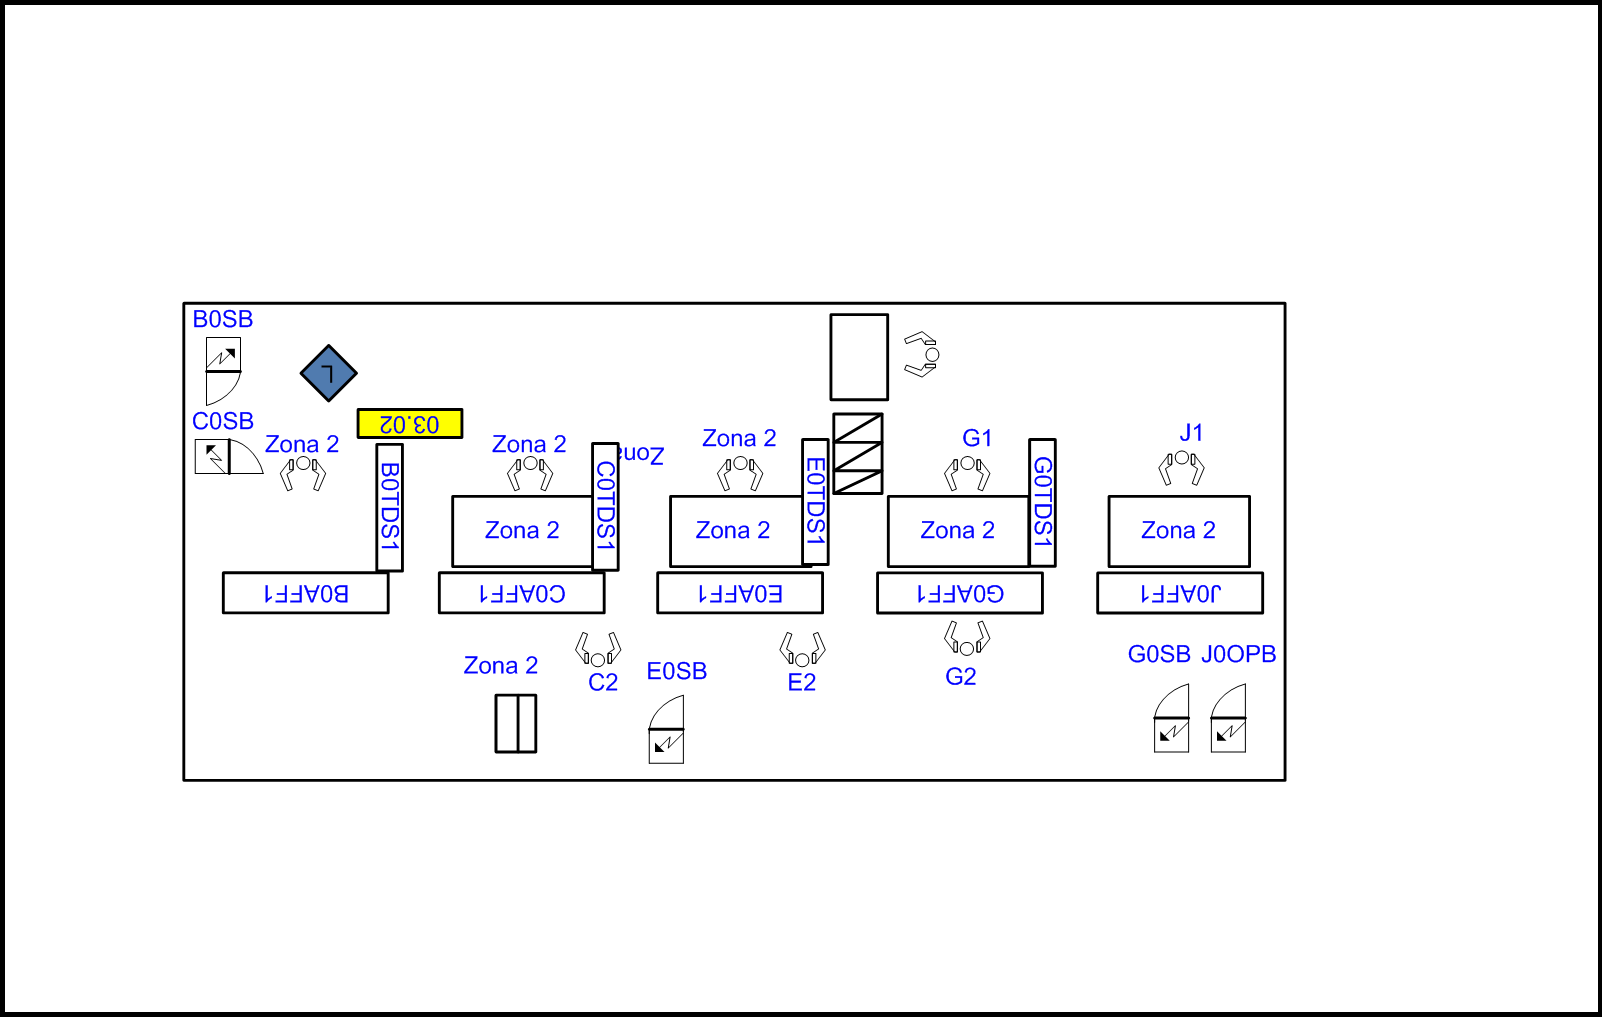 B0SB
L
C0SB
03.02
Zona 2
Zona 2
Zona
Zona 2
G1
J1
B0TDS1
C0TDS1
E0TDS1
G0TDS1
Zona 2
Zona 2
Zona 2
Zona 2
B0AFF1
C0AFF1
E0AFF1
G0AFF1
J0AFF1
Zona 2
C2
E0SB
E2
G2
G0SB
J0OPB